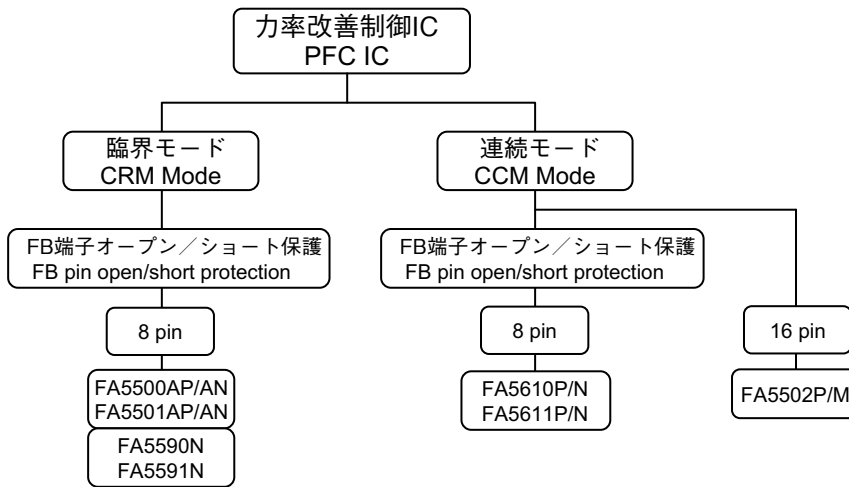 力率改善制御IC
PFC IC
臨界モード
CRM Mode
連続モード
CCM Mode
FB端子オープン／ショート保護
FB pin open/short protection
FB端子オープン／ショート保護
FB pin open/short protection
8 pin
8 pin
16 pin
FA5500AP/AN
FA5501AP/AN
FA5610P/N
FA5611P/N
FA5502P/M
FA5590N
FA5591N